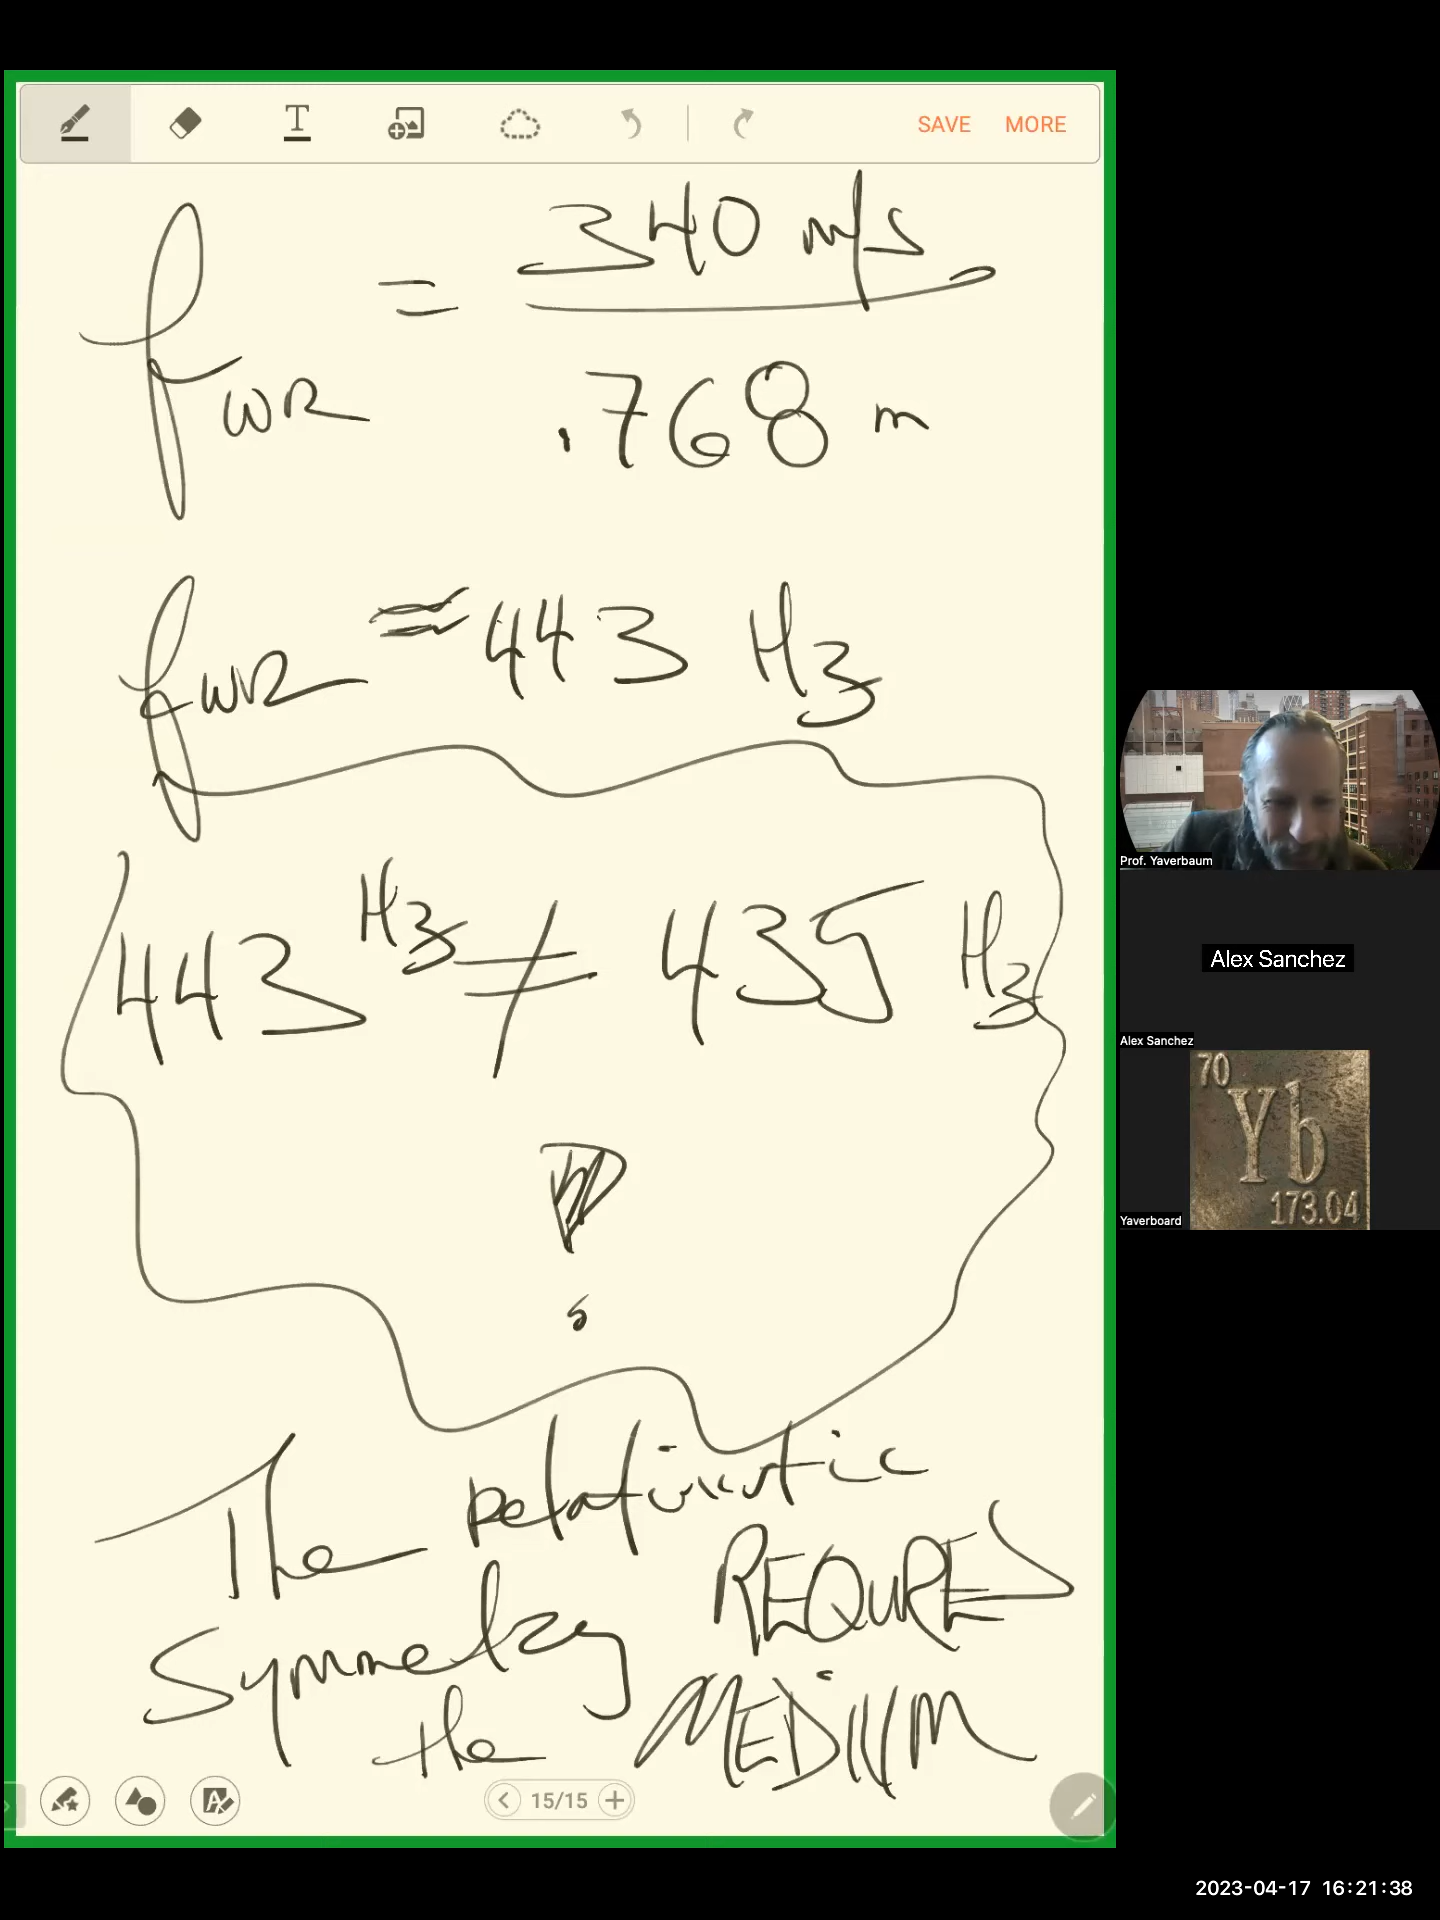 T SAVE MORE
f_WR = 340 m/s
.768 m
f_WR ≈ 443 Hz
443 Hz ≠ 435 Hz
!
The relativistic
symmetry REQUIRES
the MEDIUM
15/15
Prof. Yaverbaum
Alex Sanchez
Alex Sanchez
70
Yb
173.04
Yaverboard
2023-04-17 16:21:38